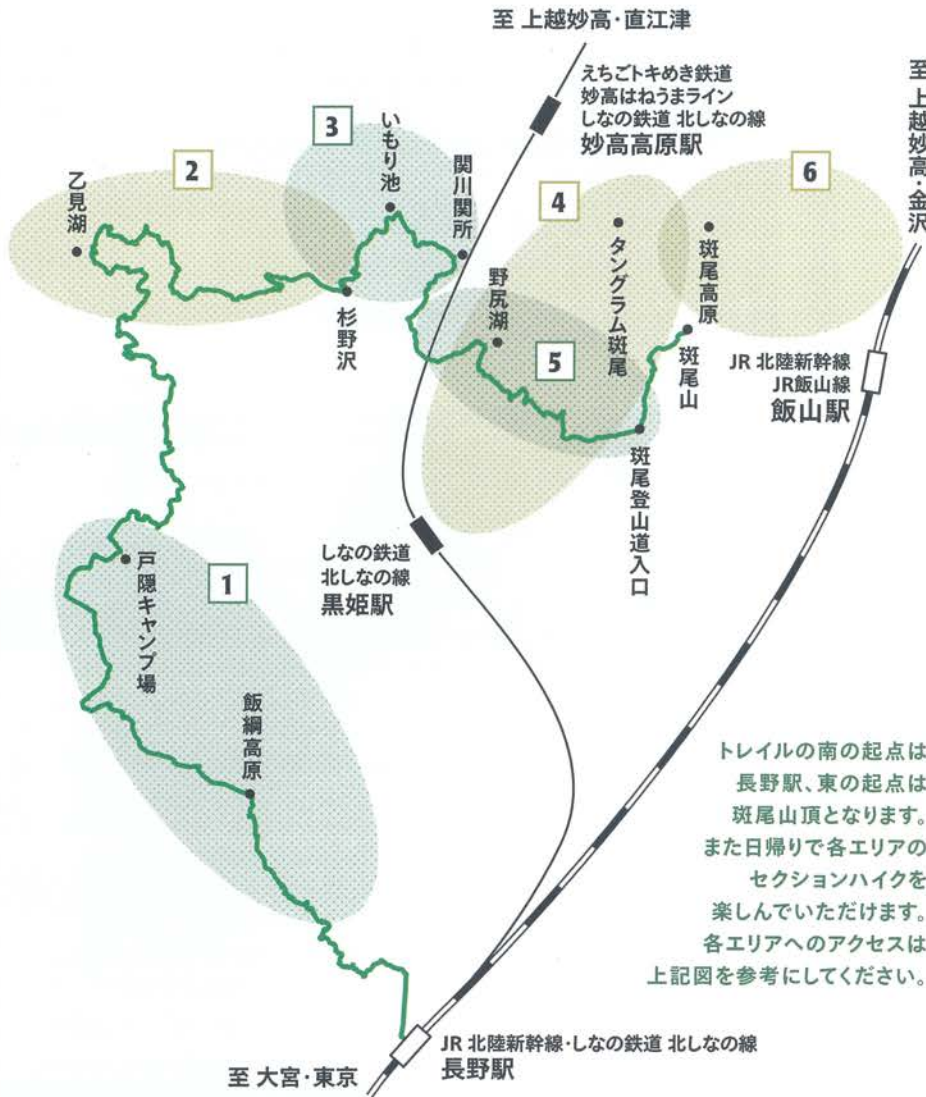 至 上越妙高・直江津
えちごトキめき鉄道
妙高はねうまライン
しなの鉄道 北しなの線
妙高高原駅
至 上越妙高・金沢
3
いもり池
関川関所
2
乙見湖
杉野沢
4
タングラム斑尾
6
斑尾高原
野尻湖
5
斑尾山
JR 北陸新幹線
JR飯山線
飯山駅
斑尾登山道入口
しなの鉄道
北しなの線
黒姫駅
1
戸隠キャンプ場
飯綱高原
トレイルの南の起点は
長野駅、東の起点は
斑尾山頂となります。
また日帰りで各エリアの
セクションハイクを
楽しんでいただけます。
各エリアへのアクセスは
上記図を参考にしてください。
JR 北陸新幹線・しなの鉄道 北しなの線
長野駅
至 大宮・東京